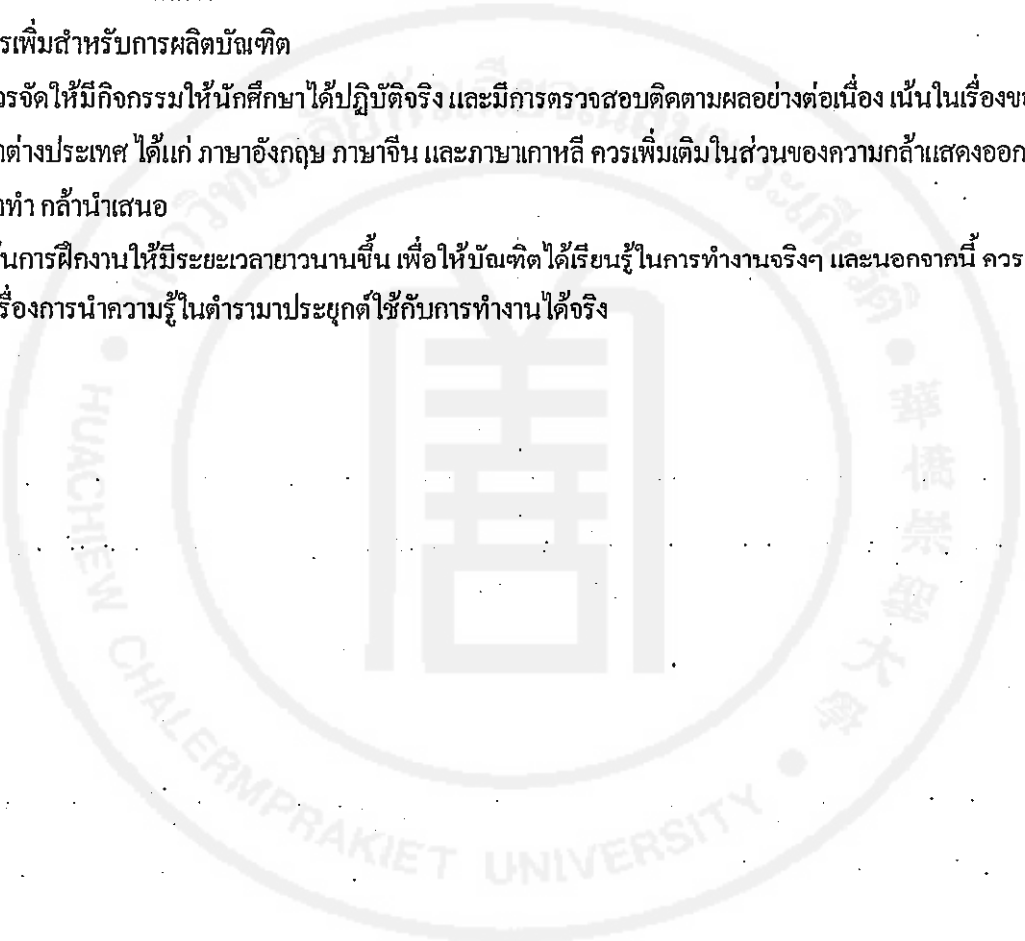 รเพิ่มสำหรับการผลิตบัณฑิต
วรจัดให้มีกิจกรรมให้นักศึกษาได้ปฏิบัติจริง และมีการตรวจสอบติดตามผลอย่างต่อเนื่อง เน้นในเรื่องขอ
าต่างประเทศ ได้แก่ ภาษาอังกฤษ ภาษาจีน และภาษาเกาหลี ควรเพิ่มเติมในส่วนของความกล้าแสดงออก
าทำ กล้านำเสนอ
้นการฝึกงานให้มีระยะเวลายาวนานขึ้น เพื่อให้บัณฑิตได้เรียนรู้ในการทำงานจริงๆ และนอกจากนี้ ควร
รื่องการนำความรู้ในตำรามาประยุกต์ใช้กับการทำงานได้จริง
HUACHIEW CHALERMPRAKIET UNIVERSITY
華僑崇聖大學